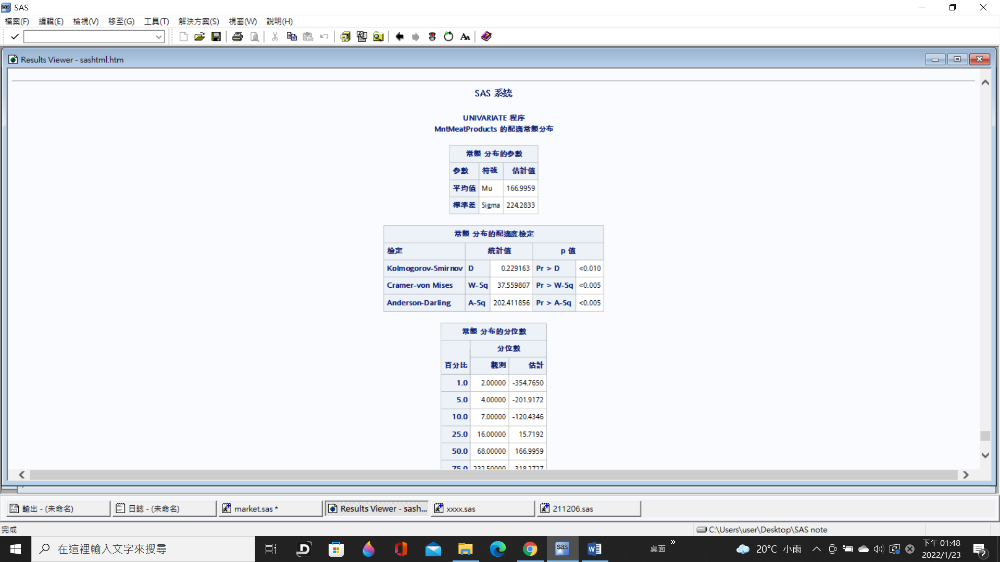 SAS
檔案(F) 編輯(E) 檢視(V) 移至(G) 工具(T) 解決方案(S) 視窗(W) 說明(H)
Results Viewer - sashtml.htm
SAS 系統
UNIVARIATE 程序
MntMeatProducts 的配適常態分布
常態 分布的參數
參數 符號 估計值
平均值 Mu 166.9959
標準差 Sigma 224.2833
常態 分布的配適度檢定
檢定 統計值 p 值
Kolmogorov-Smirnov D 0.229163 Pr > D <0.010
Cramer-von Mises W-Sq 37.559807 Pr > W-Sq <0.005
Anderson-Darling A-Sq 202.411856 Pr > A-Sq <0.005
常態 分布的分位數
分位數
百分比 觀測 估計
1.0 2.00000 -354.7650
5.0 4.00000 -201.9172
10.0 7.00000 -120.4346
25.0 16.00000 15.7192
50.0 68.00000 166.9959
75.0 232.50000 318.2727
輸出 - (未命名) 日誌 - (未命名) market.sas * Results Viewer - sash... xxxx.sas 211206.sas
完成 C:\Users\user\Desktop\SAS note
在這裡輸入文字來搜尋 sas 桌面 20°C 小雨 下午 01:48
2022/1/23 2